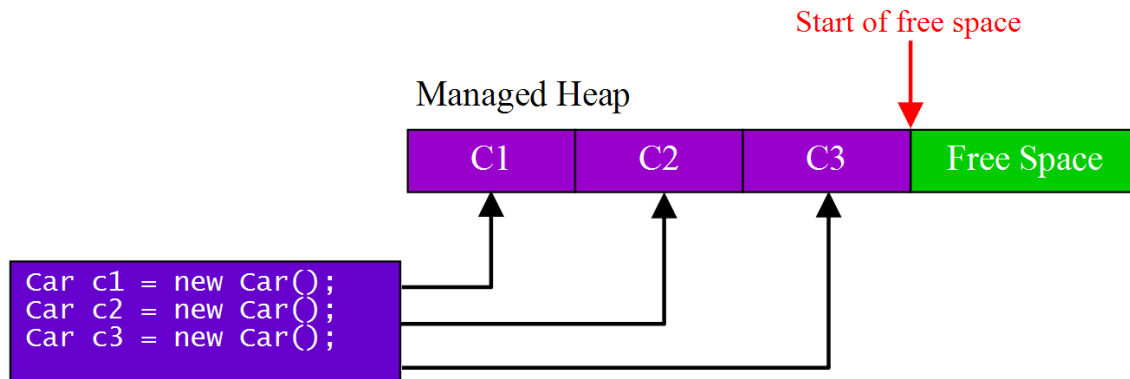 Start of free space
Managed Heap
C1 C2 C3 Free Space
Car c1 = new Car();
Car c2 = new Car();
Car c3 = new Car();